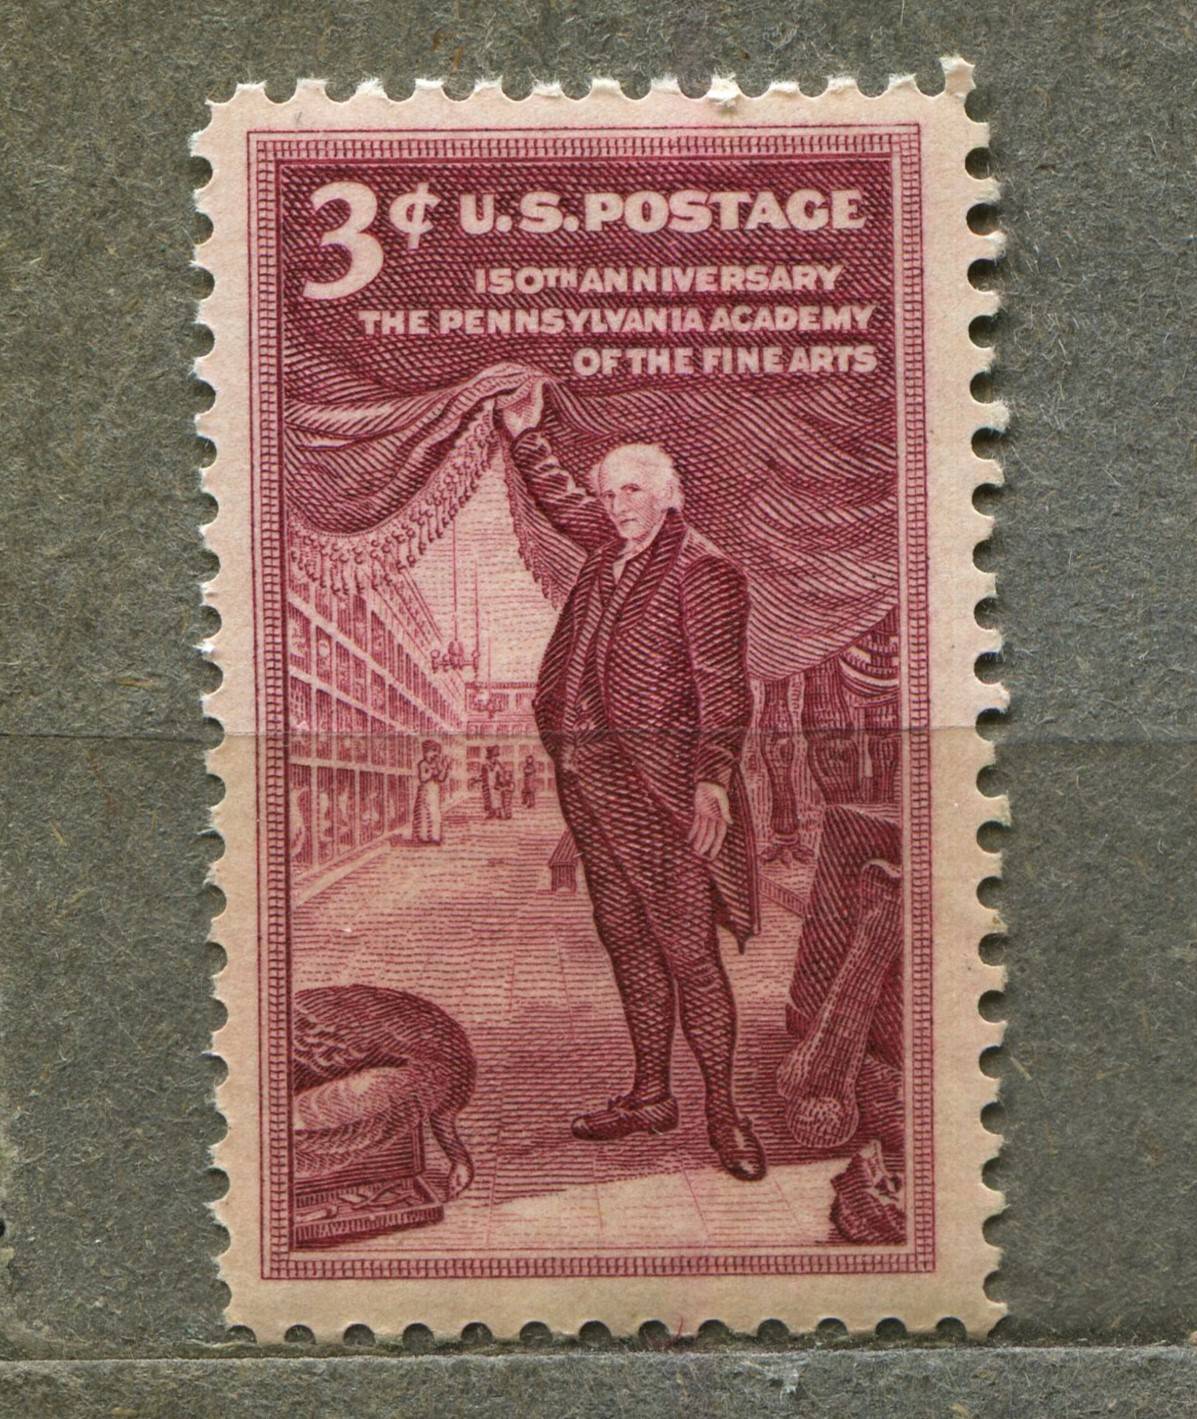 3¢ U.S. POSTAGE
150TH ANNIVERSARY
THE PENNSYLVANIA ACADEMY
OF THE FINE ARTS